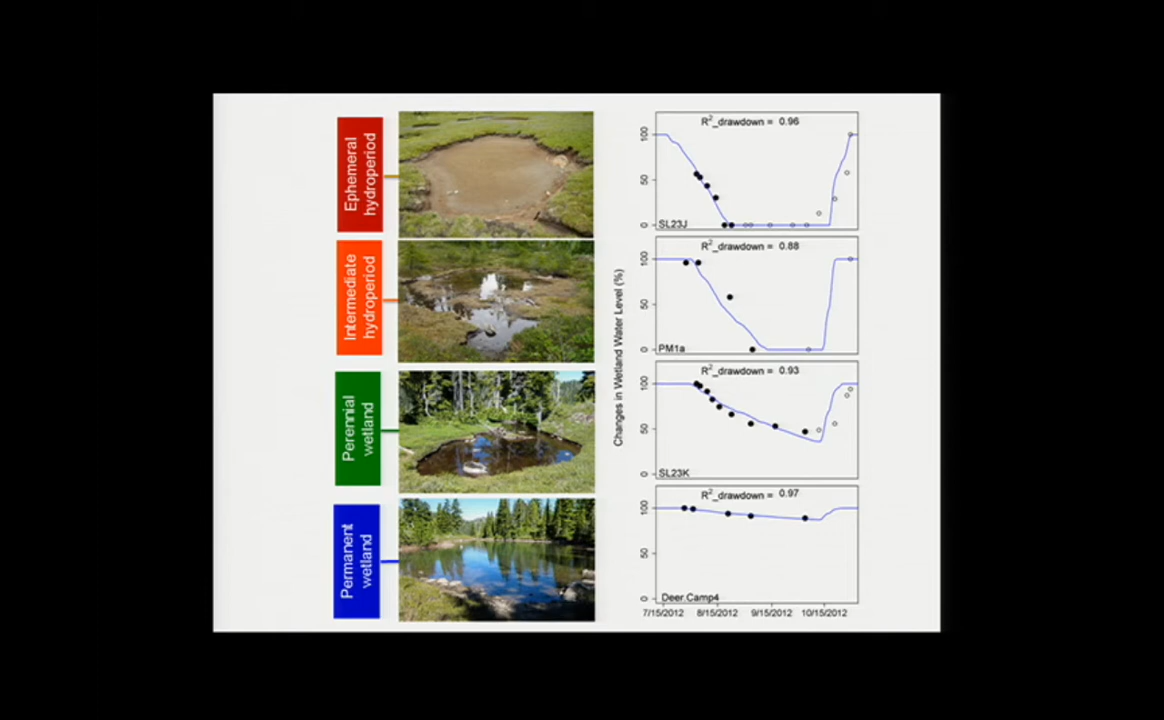 Ephemeral
hydroperiod
R²_drawdown = 0.96
100
50
0
SL23J
Intermediate
hydroperiod
R²_drawdown = 0.88
100
50
0
PM1a
Changes in Wetland Water Level (%)
Perennial
wetland
R²_drawdown = 0.93
100
50
0
SL23K
Permanent
wetland
R²_drawdown = 0.97
100
50
0
Deer.Camp4
7/15/2012 8/15/2012 9/15/2012 10/15/2012